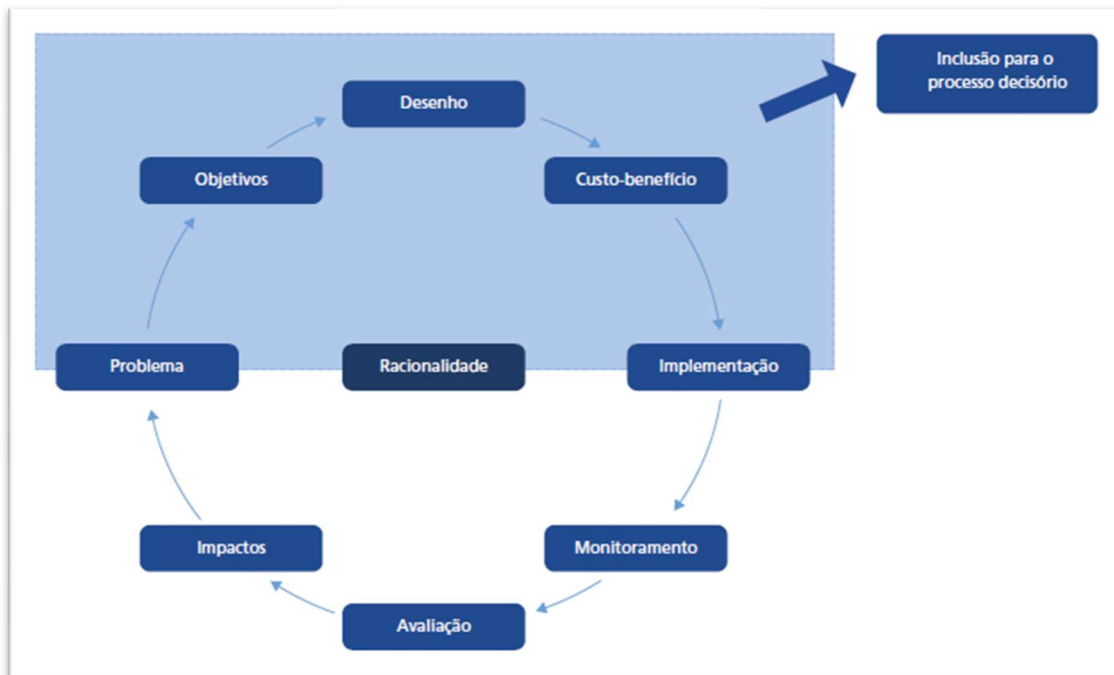 Inclusão para o
processo decisório
Desenho
Objetivos
Custo-benefício
Problema
Racionalidade
Implementação
Impactos
Monitoramento
Avaliação